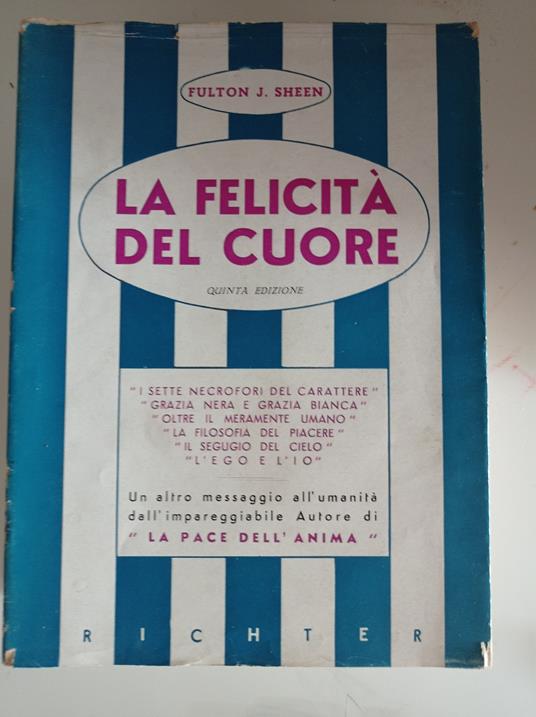 FULTON J. SHEEN
LA FELICITÀ
DEL CUORE
QUINTA EDIZIONE
"I SETTE NECROFORI DEL CARATTERE"
"GRAZIA NERA E GRAZIA BIANCA"
"OLTRE IL MERAMENTE UMANO"
"LA FILOSOFIA DEL PIACERE"
"IL SEGUGIO DEL CIELO"
"L'EGO E L'IO"
Un altro messaggio all'umanità
dall'impareggiabile Autore di
"LA PACE DELL'ANIMA"
RICHTER